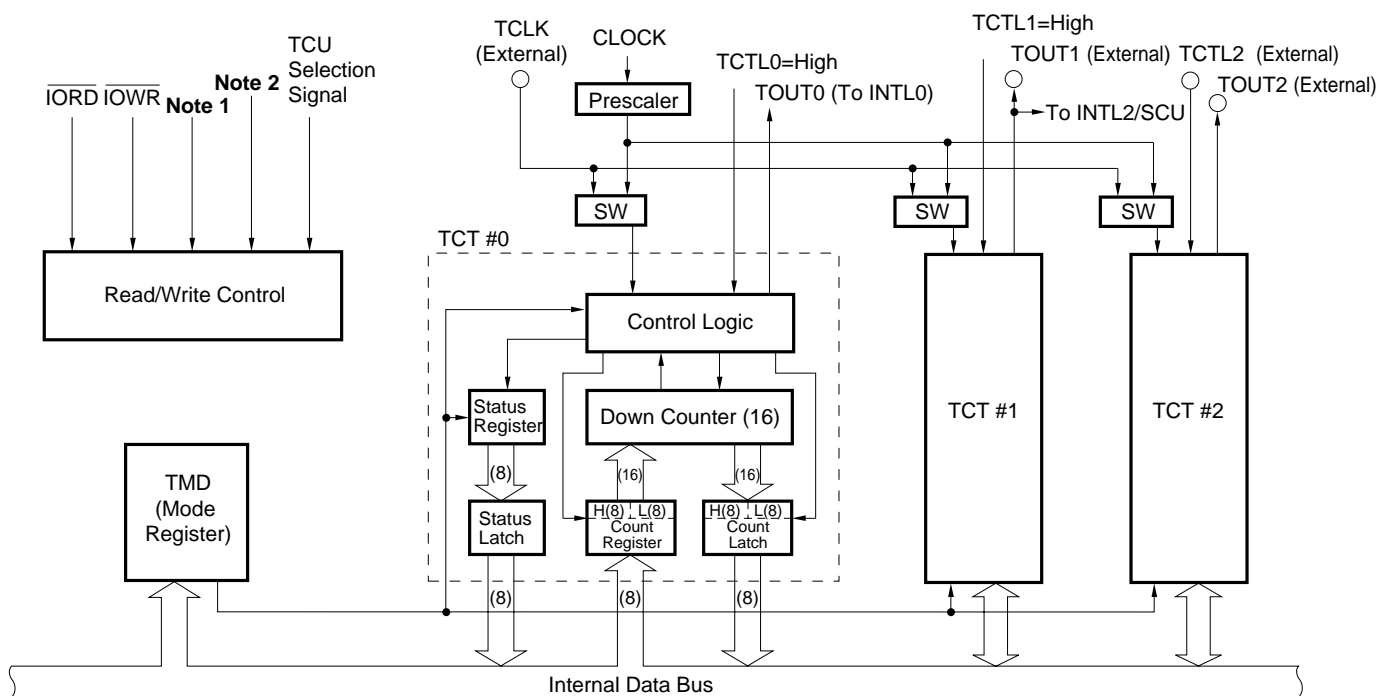 TCLK
(External)
CLOCK
TCTL1=High
TOUT1 (External)
TCTL2 (External)
TOUT2 (External)
TCU
Selection
Signal
IORD
IOWR
Note 1
Note 2
TCTL0=High
TOUT0 (To INTL0)
Prescaler
To INTL2/SCU
SW
SW
SW
TCT #0
Read/Write Control
Control Logic
Status
Register
Down Counter (16)
TCT #1
TCT #2
TMD
(Mode
Register)
(8)
(16)
(16)
Status
Latch
H(8) L(8)
Count
Register
H(8) L(8)
Count
Latch
(8)
(8)
(8)
Internal Data Bus